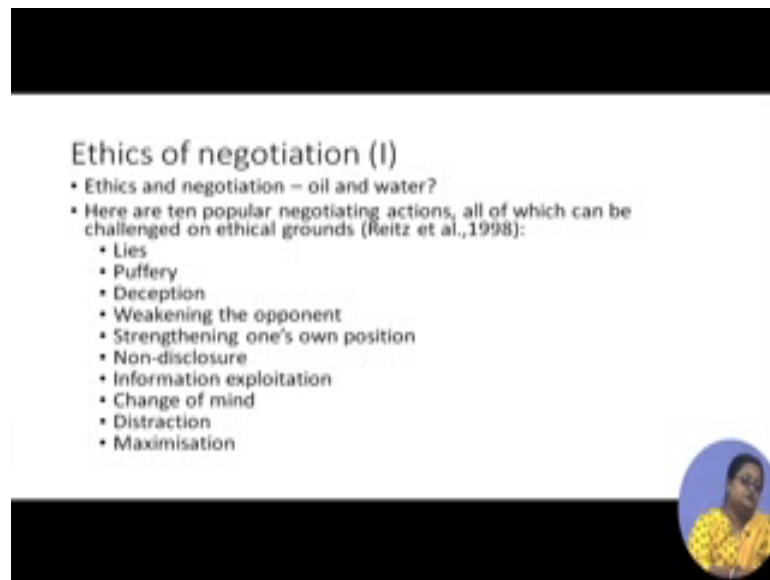 Ethics of negotiation (I)
• Ethics and negotiation – oil and water?
• Here are ten popular negotiating actions, all of which can be
challenged on ethical grounds (Reitz et al.,1998):
• Lies
• Puffery
• Deception
• Weakening the opponent
• Strengthening one's own position
• Non-disclosure
• Information exploitation
• Change of mind
• Distraction
• Maximisation